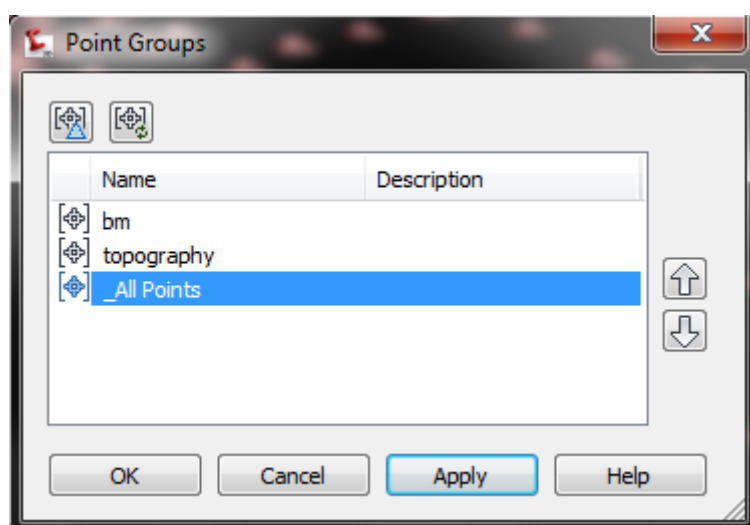 Point Groups
Name Description
bm
topography
_All Points
OK Cancel Apply Help